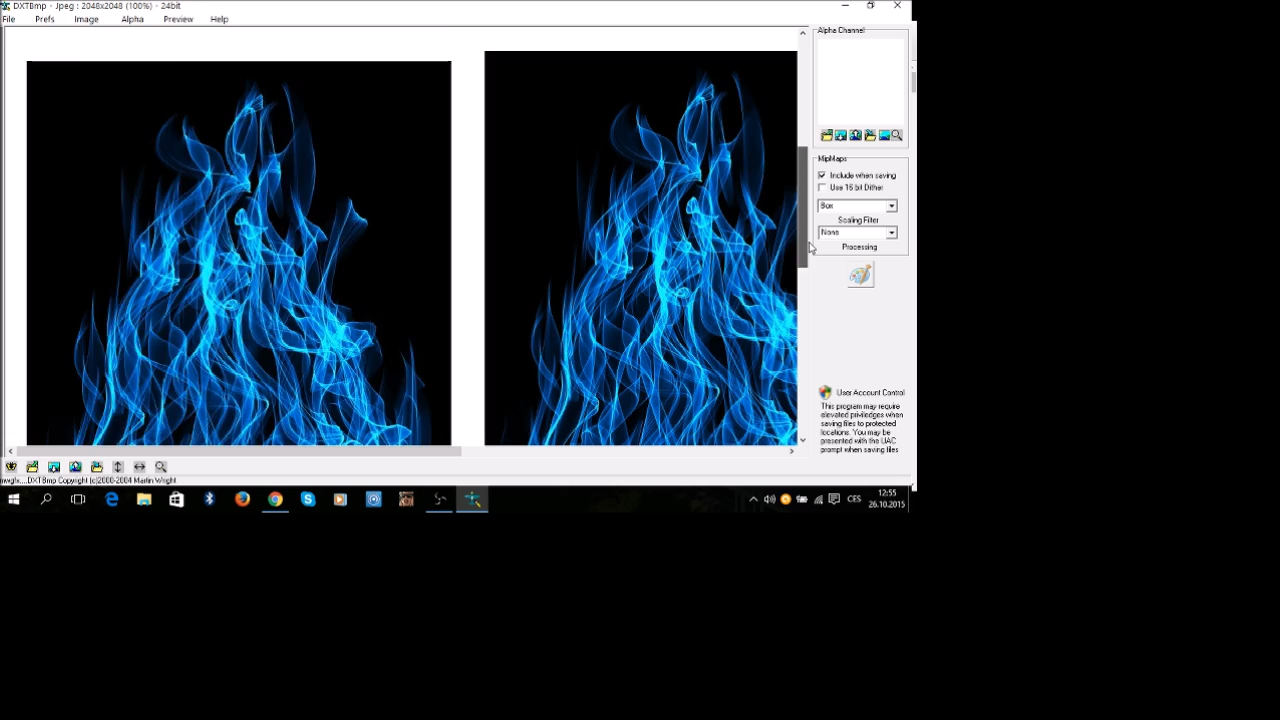 DXTBmp - Jpeg : 2048x2048 (100%) - 24bit
File Prefs Image Alpha Preview Help
Alpha Channel
MipMaps
Include when saving
Use 16 bit Dither
Box
Scaling Filter
None
Processing
User Account Control
This program may require
elevated priviledges when
saving files to protected
locations. You may be
presented with the UAC
prompt when saving files
DXTBmp Copyright (c)2000-2004 Martin Wright
CES
12:55
26.10.2015